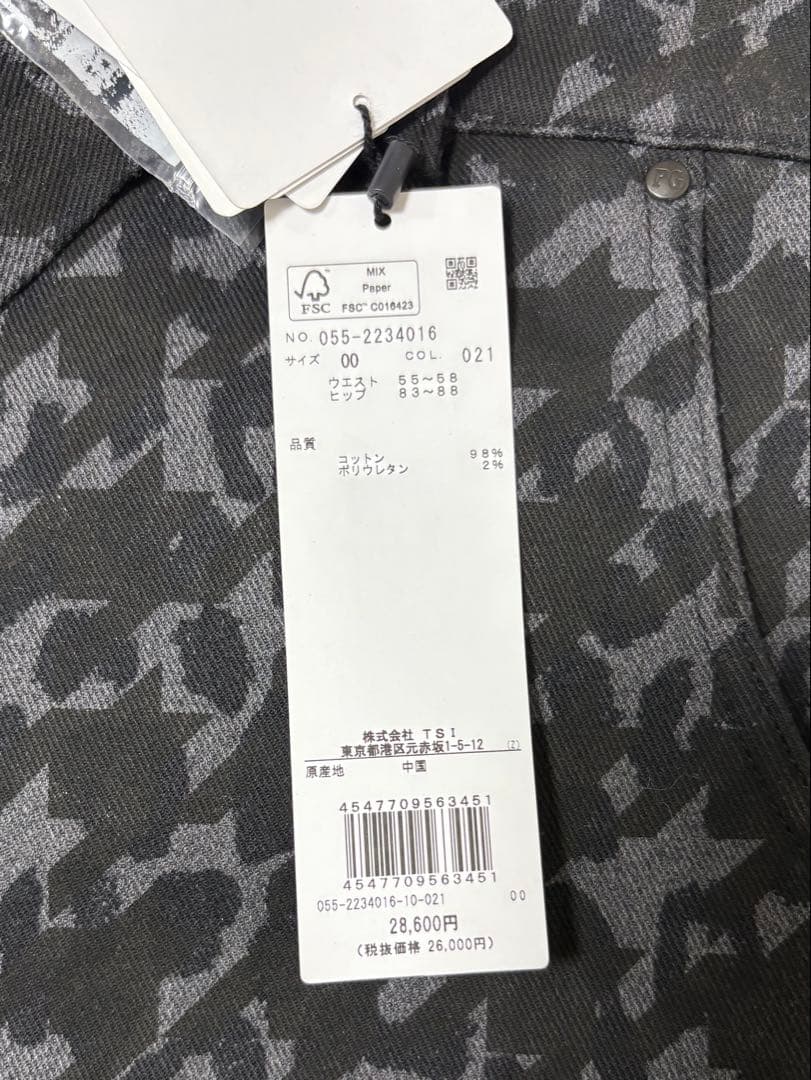 PG
MIX
Paper
FSC™ C016423
FSC
NO. 055-2234016
サイズ 00 COL. 021
ウエスト 55～58
ヒップ 83～88
品質
コットン 98%
ポリウレタン 2%
株式会社 TSI
東京都港区元赤坂1-5-12 (Z)
原産地 中国
4547709563451
4547709563451
055-2234016-10-021 00
28,600円
(税抜価格 26,000円)